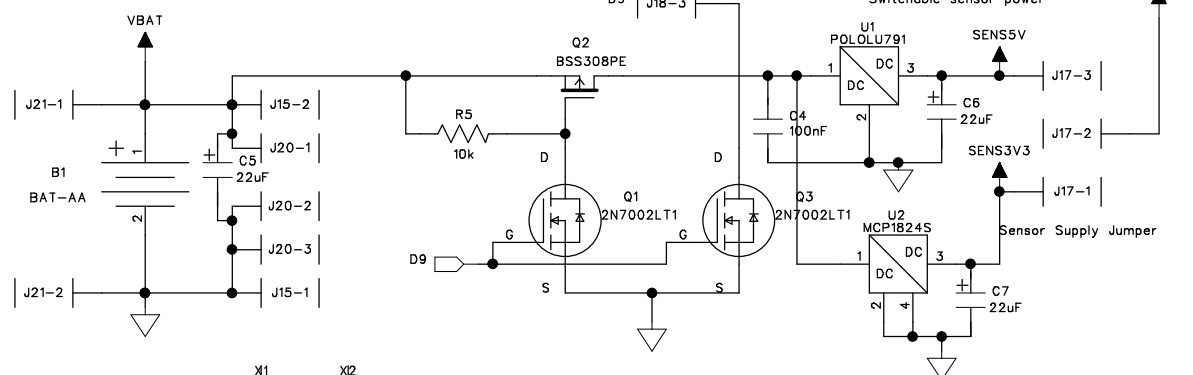 Switchable sensor power
J18-3
VBAT
U1
POLOLU791
SENS5V
Q2
BSS308PE
DC
DC
1
3
J17-3
J21-1
J15-2
C4
100nF
C6
22uF
2
J17-2
R5
10k
J20-1
1
C5
22uF
B1
BAT-AA
D
D
SENS3V3
J20-2
2
Q1
2N7002LT1
Q3
2N7002LT1
J17-1
U2
MCP1824S
Sensor Supply Jumper
J20-3
G
G
D9
1
3
DC
DC
J21-2
J15-1
S
S
2
4
C7
22uF